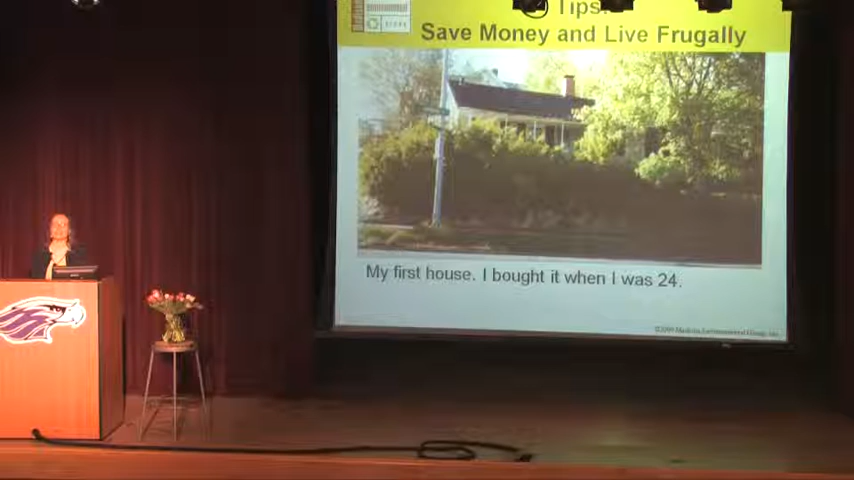 Tips:
Save Money and Live Frugally
My first house. I bought it when I was 24.